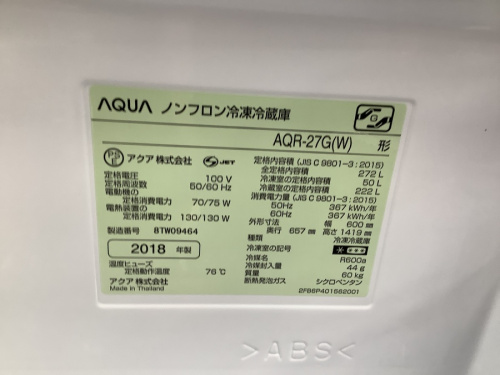 AQUA ノンフロン冷凍冷蔵庫
AQR-27G(W) 形
PS E アクア株式会社 JET
定格電圧 100 V
定格周波数 50/60 Hz
定格消費電力 70/75 W
電熱装置の
定格消費電力 130/130 W
製造番号 8TW09464
2018 年製
温度ヒューズ
定格動作温度 76℃
アクア株式会社
Made in Thailand
定格内容積 (JIS C 9801-3:2015)
全定格内容積 272 L
冷凍室の定格内容積 50 L
冷蔵室の定格内容積 222 L
消費電力量 (JIS C 9801-3:2015)
50Hz 367 kWh/年
60Hz 367 kWh/年
外形寸法 幅 600 mm
奥行 657 mm 高さ 1419 mm
種類 冷凍冷蔵庫
冷凍室の記号
冷媒名 R600a
冷媒封入量 44 g
質量 60 kg
断熱発泡ガス シクロペンタン
2FB6P401562001
>ABS<